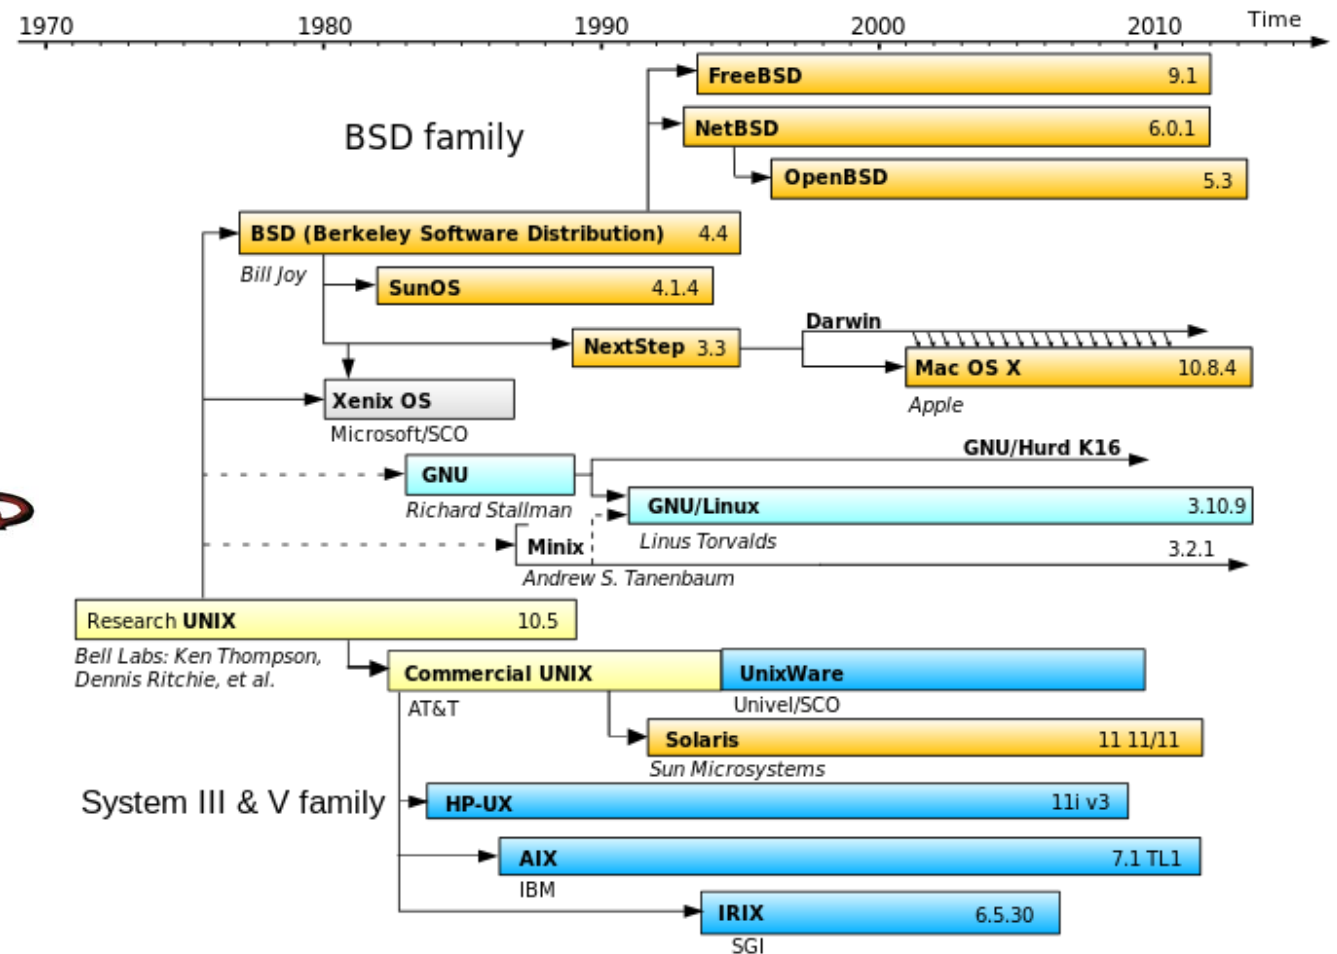 1970 1980 1990 2000 2010 Time
FreeBSD 9.1
BSD family
NetBSD 6.0.1
OpenBSD 5.3
BSD (Berkeley Software Distribution) 4.4
Bill Joy
SunOS 4.1.4
Darwin
NextStep 3.3
Mac OS X 10.8.4
Apple
Xenix OS
Microsoft/SCO
GNU/Hurd K16
GNU
Richard Stallman
GNU/Linux 3.10.9
Linus Torvalds
Minix 3.2.1
Andrew S. Tanenbaum
Research UNIX 10.5
Bell Labs: Ken Thompson,
Dennis Ritchie, et al.
Commercial UNIX
UnixWare
AT&T
Univel/SCO
Solaris 11 11/11
Sun Microsystems
System III & V family
HP-UX 11i v3
AIX 7.1 TL1
IBM
IRIX 6.5.30
SGI